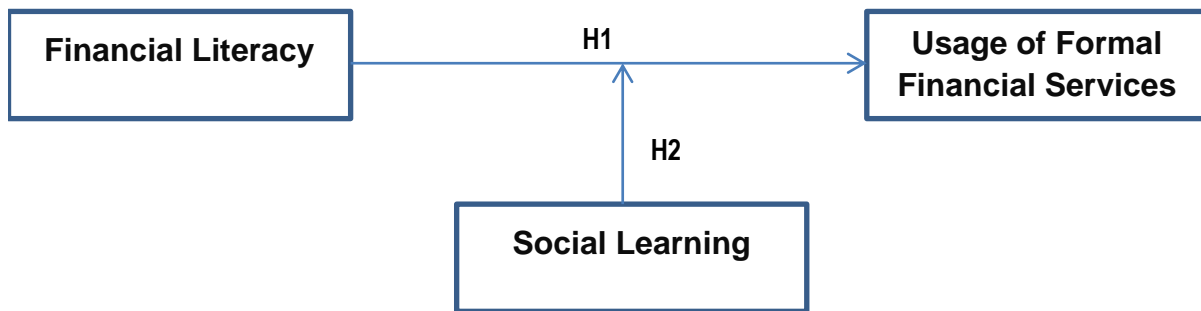 Financial Literacy
H1
Usage of Formal
Financial Services
H2
Social Learning